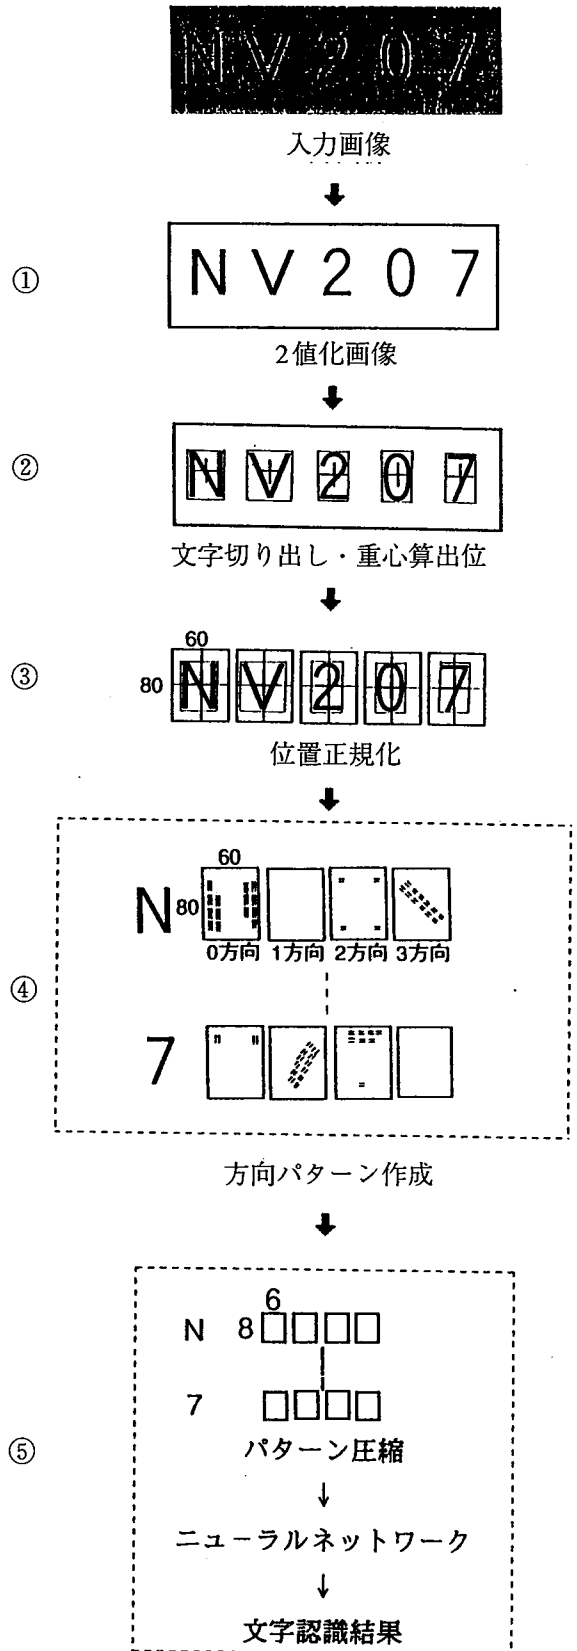 NV207
入力画像
①
NV207
2値化画像
②
NV207
文字切り出し・重心算出位
③
60
80
NV207
位置正規化
④
60
N 80
0方向 1方向 2方向 3方向
7
方向パターン作成
⑤
6
N 8
7
パターン圧縮
ニューラルネットワーク
文字認識結果